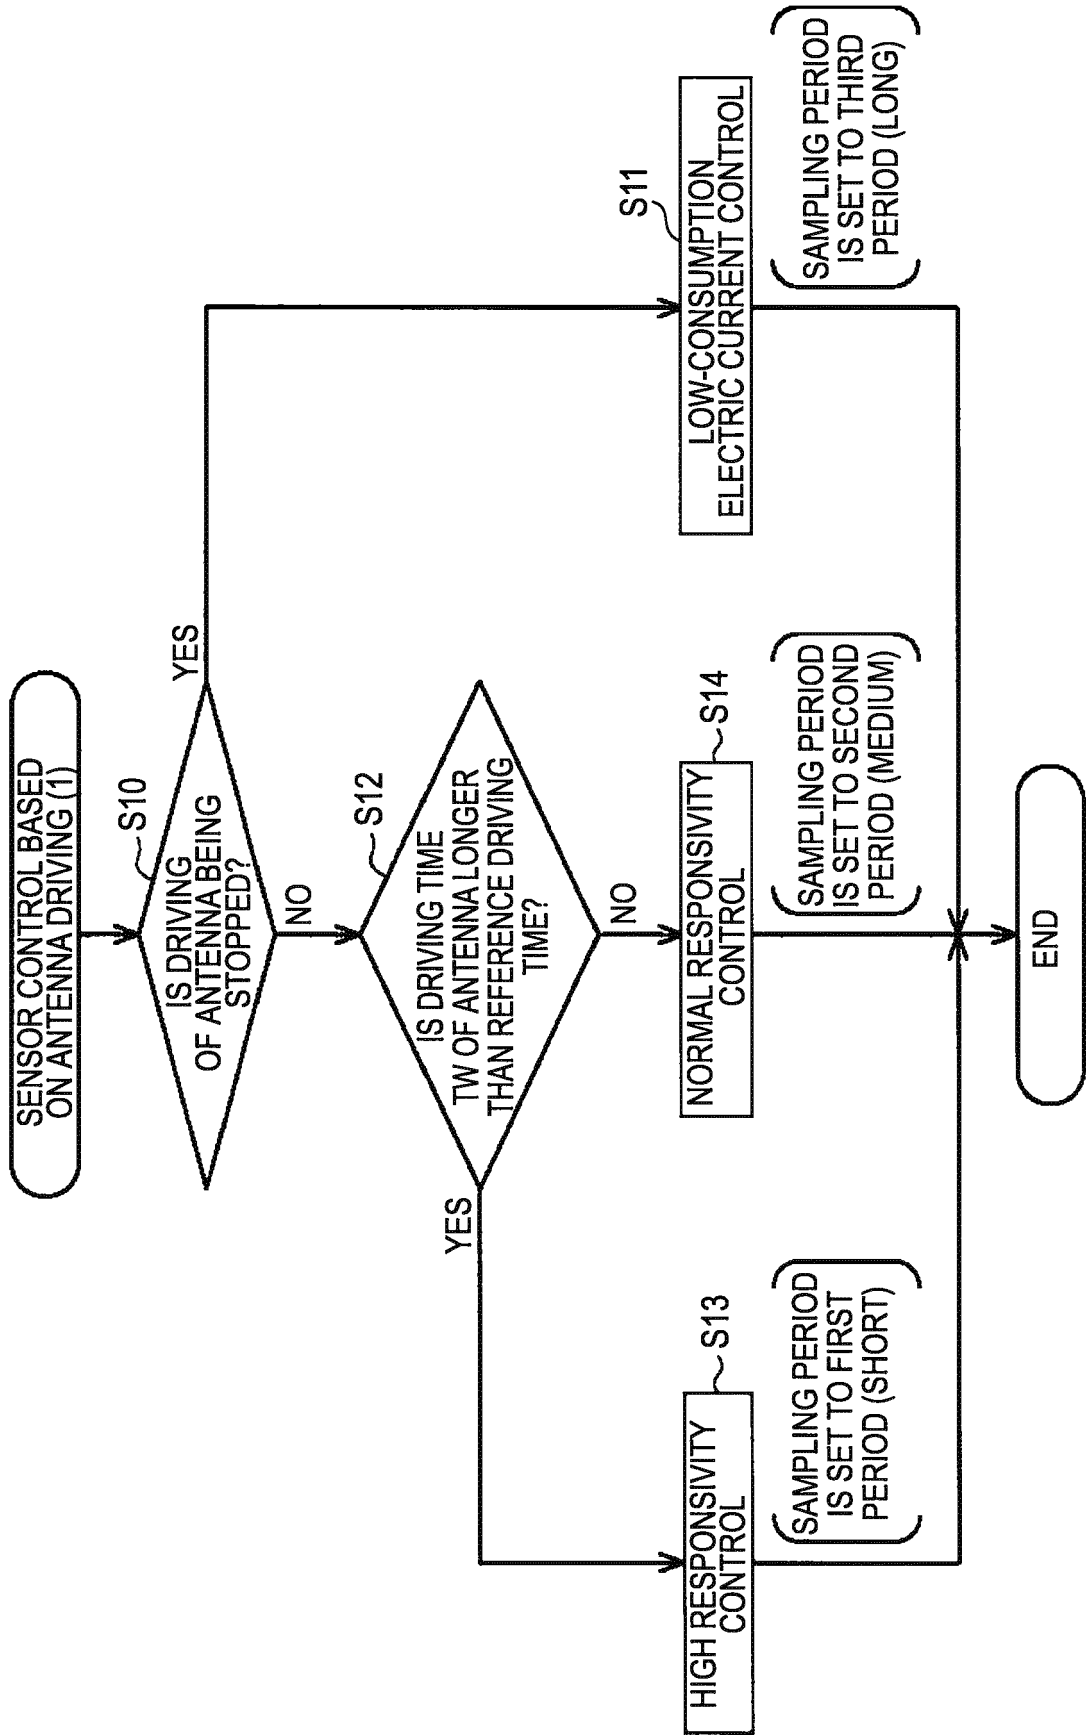 SENSOR CONTROL BASED
ON ANTENNA DRIVING (1)
S10
IS DRIVING
OF ANTENNA BEING
STOPPED?
YES
NO
S12
IS DRIVING TIME
TW OF ANTENNA LONGER
THAN REFERENCE DRIVING
TIME?
YES
NO
S13
HIGH RESPONSIVITY
CONTROL
SAMPLING PERIOD
IS SET TO FIRST
PERIOD (SHORT)
S14
NORMAL RESPONSIVITY
CONTROL
SAMPLING PERIOD
IS SET TO SECOND
PERIOD (MEDIUM)
S11
LOW-CONSUMPTION
ELECTRIC CURRENT CONTROL
SAMPLING PERIOD
IS SET TO THIRD
PERIOD (LONG)
END